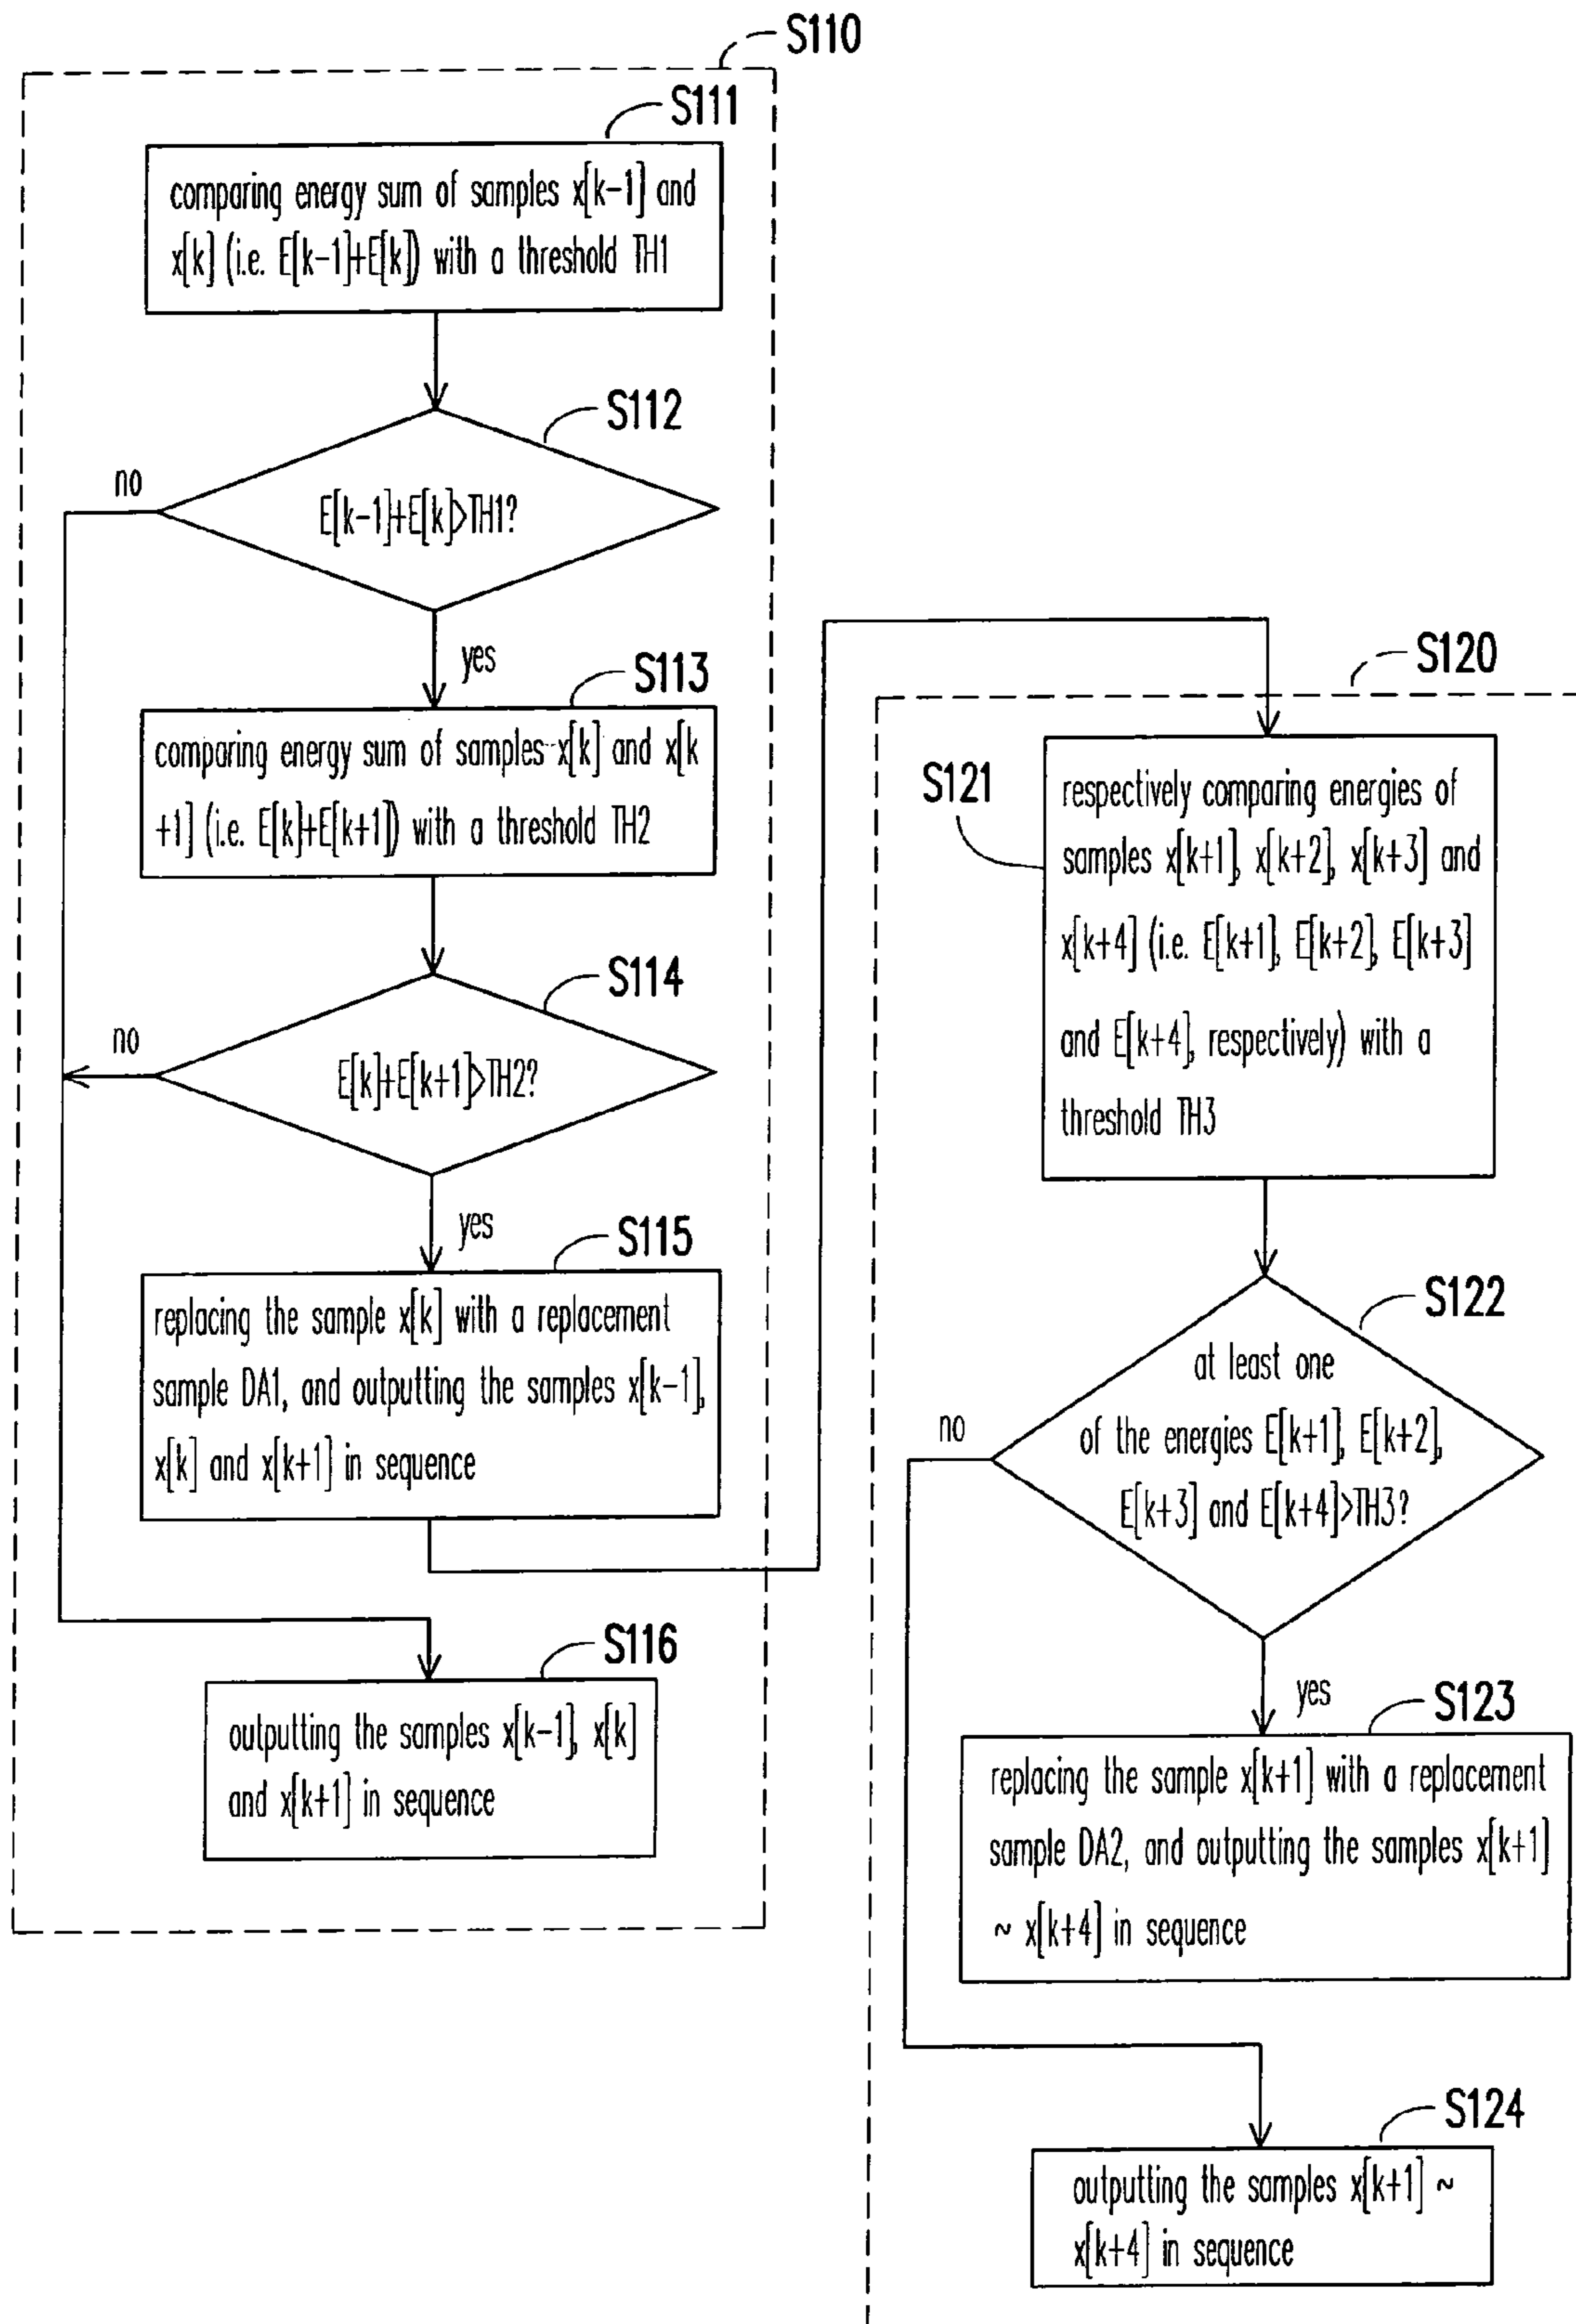 S110
S111
comparing energy sum of samples x[k-1] and
x[k] (i.e. E[k-1]+E[k]) with a threshold TH1
S112
no
E[k-1]+E[k]>TH1?
yes
S113
comparing energy sum of samples x[k] and x[k
+1] (i.e. E[k]+E[k+1]) with a threshold TH2
S114
no
E[k]+E[k+1]>TH2?
yes
S115
replacing the sample x[k] with a replacement
sample DA1, and outputting the samples x[k-1],
x[k] and x[k+1] in sequence
S116
outputting the samples x[k-1], x[k]
and x[k+1] in sequence
S120
S121
respectively comparing energies of
samples x[k+1], x[k+2], x[k+3] and
x[k+4] (i.e. E[k+1], E[k+2], E[k+3]
and E[k+4], respectively) with a
threshold TH3
S122
at least one
no
of the energies E[k+1], E[k+2],
E[k+3] and E[k+4]>TH3?
yes
S123
replacing the sample x[k+1] with a replacement
sample DA2, and outputting the samples x[k+1]
~ x[k+4] in sequence
S124
outputting the samples x[k+1] ~
x[k+4] in sequence